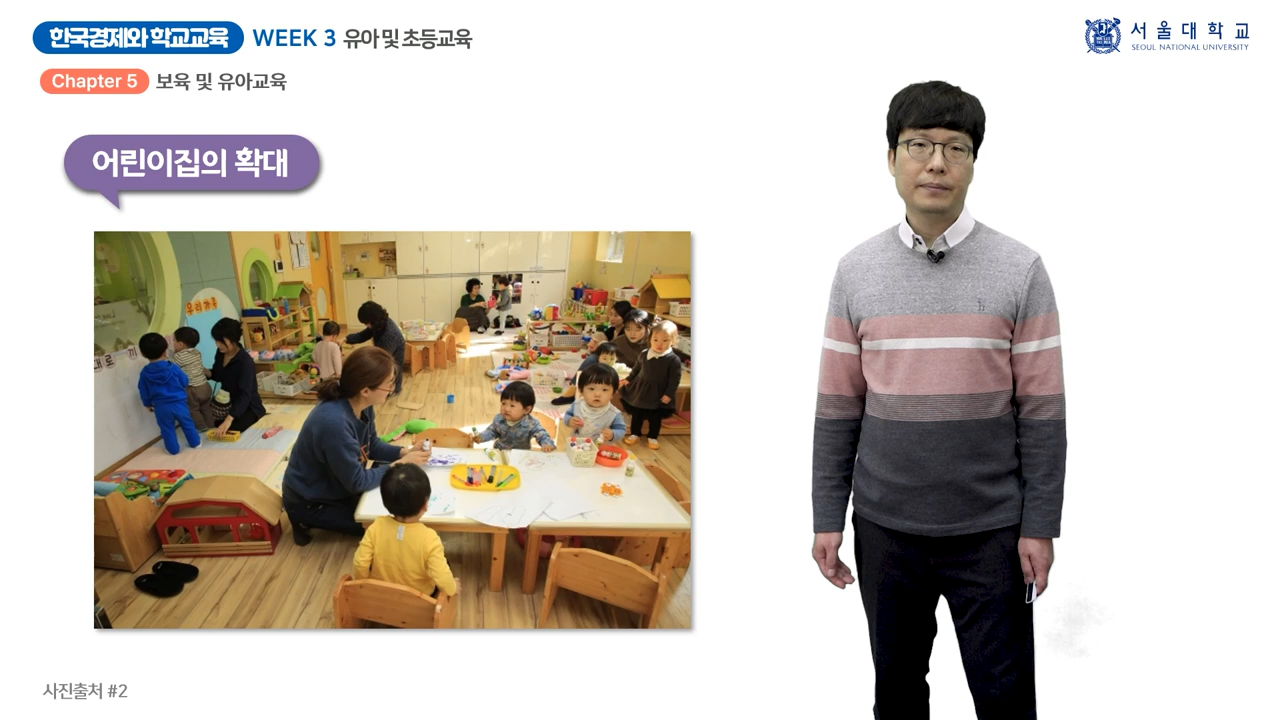 한국경제와 학교교육 WEEK 3 유아 및 초등교육
서울대학교
SEOUL NATIONAL UNIVERSITY
Chapter 5 보육 및 유아교육
어린이집의 확대
사진출처 #2